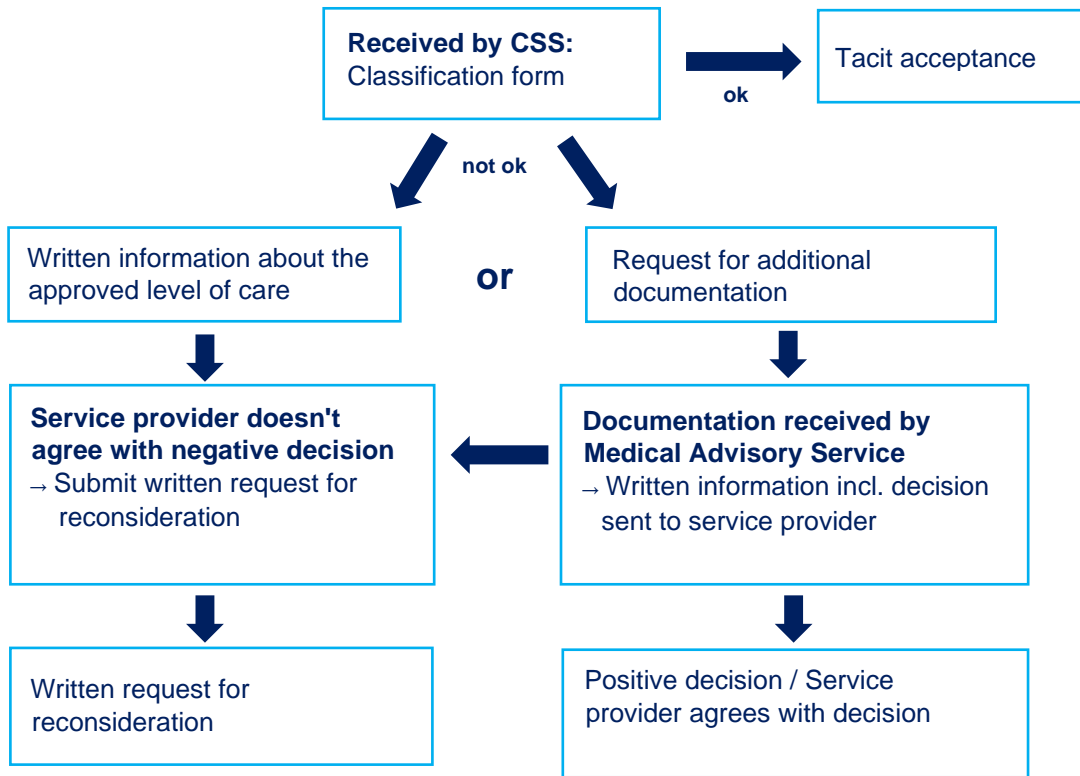 Received by CSS:
Classification form
Tacit acceptance
ok
not ok
Written information about the
approved level of care
or
Request for additional
documentation
Service provider doesn't
agree with negative decision
→ Submit written request for
reconsideration
Documentation received by
Medical Advisory Service
→ Written information incl. decision
sent to service provider
Written request for
reconsideration
Positive decision / Service
provider agrees with decision